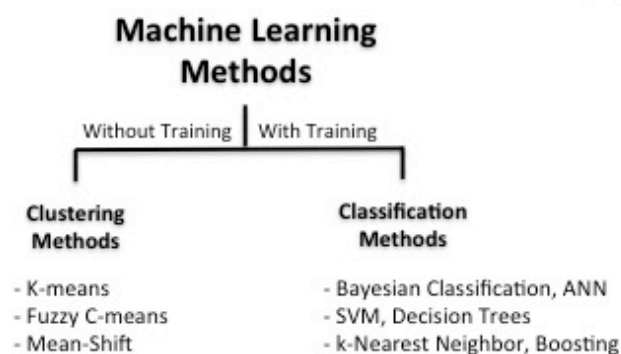 Machine Learning
Methods
Without Training
With Training
Clustering
Methods
- K-means
- Fuzzy C-means
- Mean-Shift
Classification
Methods
- Bayesian Classification, ANN
- SVM, Decision Trees
- k-Nearest Neighbor, Boosting